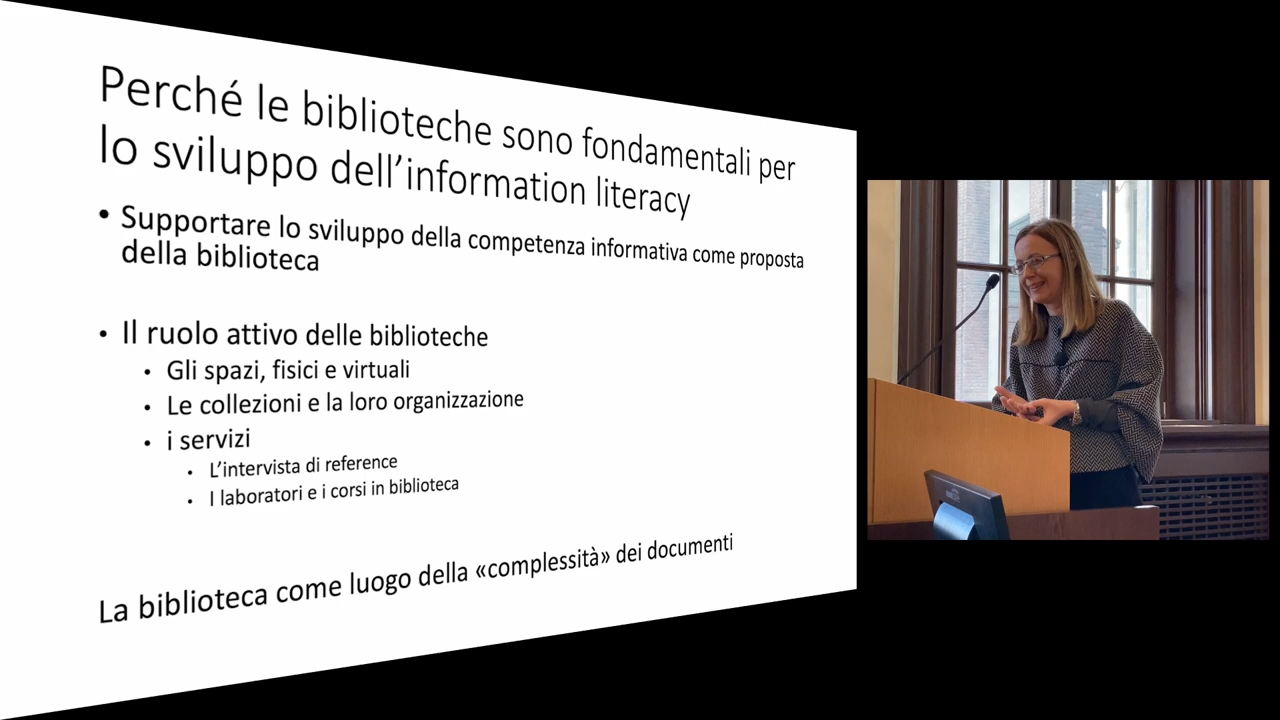 Perché le biblioteche sono fondamentali per
lo sviluppo dell’information literacy
• Supportare lo sviluppo della competenza informativa come proposta
della biblioteca
• Il ruolo attivo delle biblioteche
• Gli spazi, fisici e virtuali
• Le collezioni e la loro organizzazione
• i servizi
• L’intervista di reference
• I laboratori e i corsi in biblioteca
La biblioteca come luogo della «complessità» dei documenti